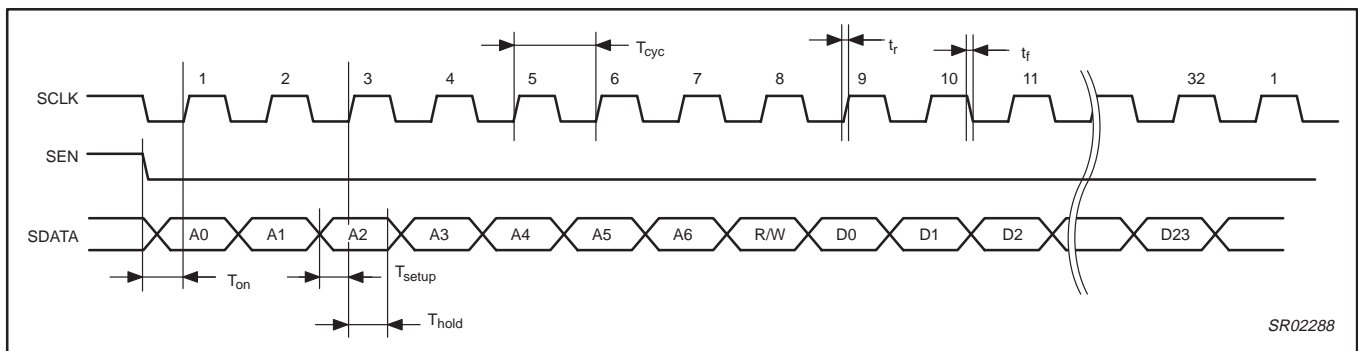 T_cyc t_r t_f
1 2 3 4 5 6 7 8 9 10 11 32 1
SCLK
SEN
SDATA A0 A1 A2 A3 A4 A5 A6 R/W D0 D1 D2 D23
T_on T_setup
T_hold
SR02288